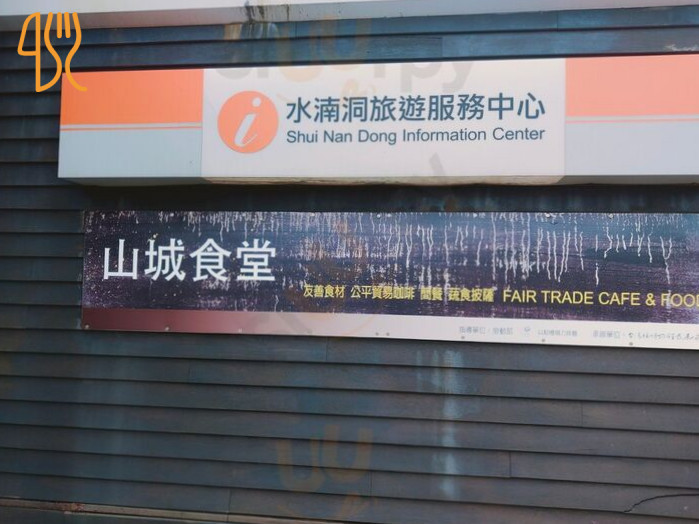 水湳洞旅遊服務中心
Shui Nan Dong Information Center
山城食堂
友善食材 公平貿易咖啡 簡餐 蔬食披薩 FAIR TRADE CAFE & FOO